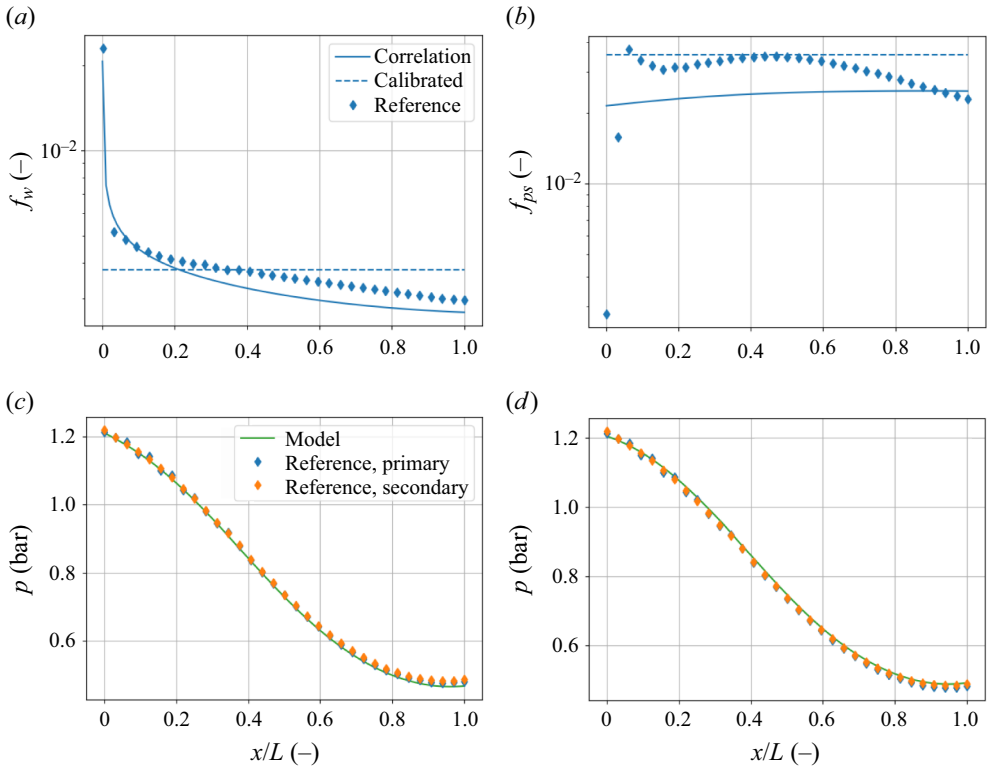 (a)
(b)
Correlation
Calibrated
Reference
10⁻²
f_w (–)
0 0.2 0.4 0.6 0.8 1.0
10⁻²
f_ps (–)
0 0.2 0.4 0.6 0.8 1.0
(c)
(d)
Model
Reference, primary
Reference, secondary
1.2
1.0
0.8
0.6
p (bar)
0 0.2 0.4 0.6 0.8 1.0
x/L (–)
1.2
1.0
0.8
0.6
p (bar)
0 0.2 0.4 0.6 0.8 1.0
x/L (–)